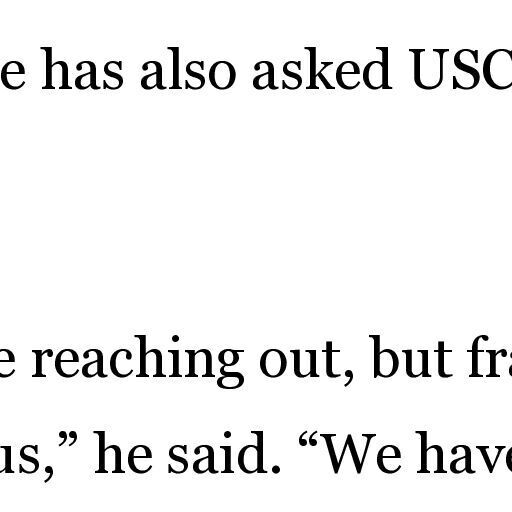 e has also asked USC
e reaching out, but fra
us,” he said. “We have